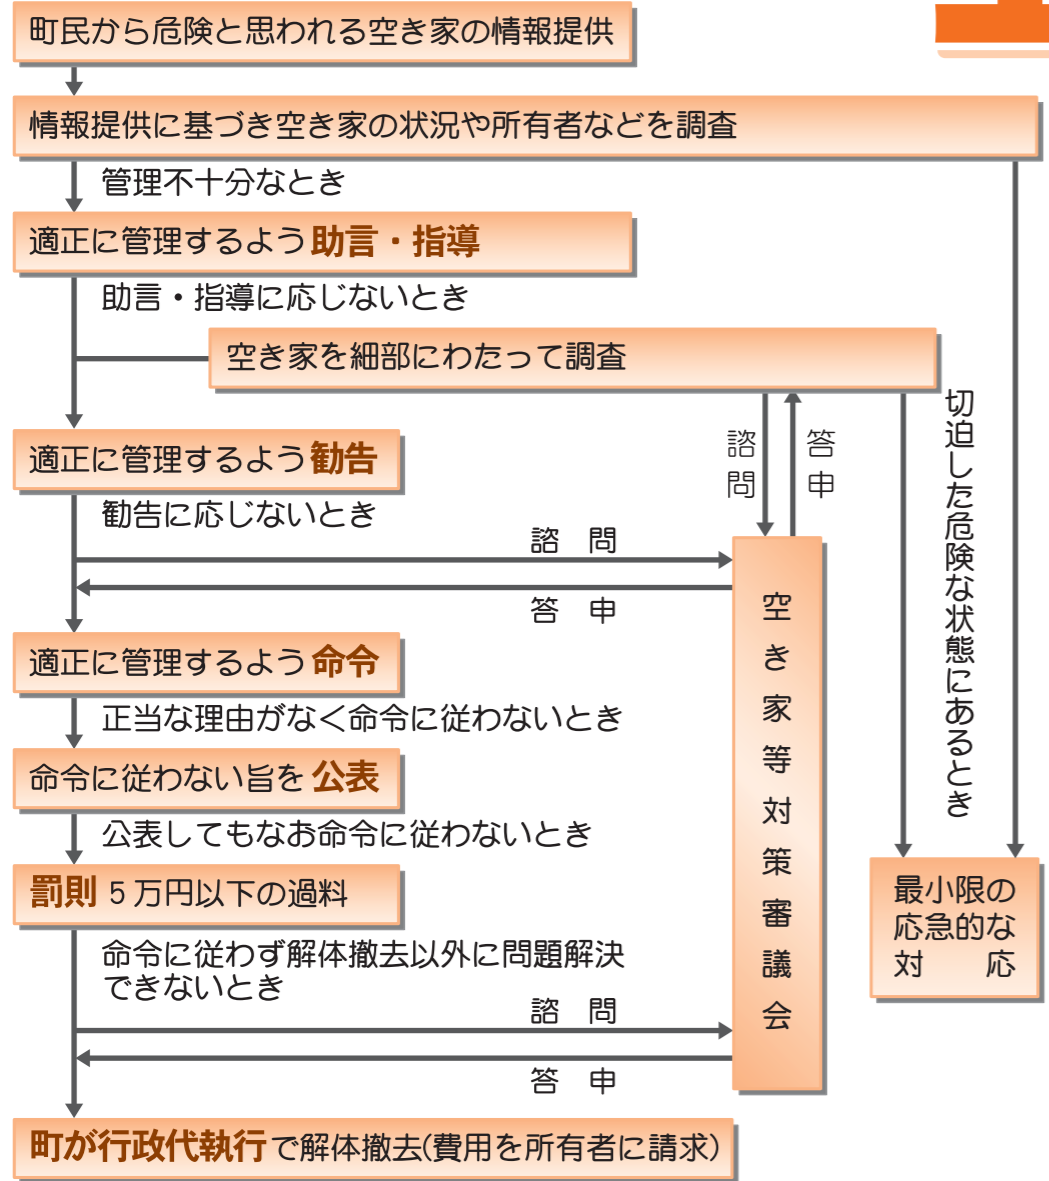 町民から危険と思われる空き家の情報提供
情報提供に基づき空き家の状況や所有者などを調査
管理不十分なとき
適正に管理するよう助言・指導
助言・指導に応じないとき
空き家を細部にわたって調査
諮問
答申
切迫した危険な状態にあるとき
適正に管理するよう勧告
勧告に応じないとき
諮 問
答 申
空き家等対策審議会
適正に管理するよう命令
正当な理由がなく命令に従わないとき
命令に従わない旨を公表
公表してもなお命令に従わないとき
罰則 5万円以下の過料
最小限の
応急的な
対 応
命令に従わず解体撤去以外に問題解決
できないとき
諮 問
答 申
町が行政代執行で解体撤去(費用を所有者に請求)